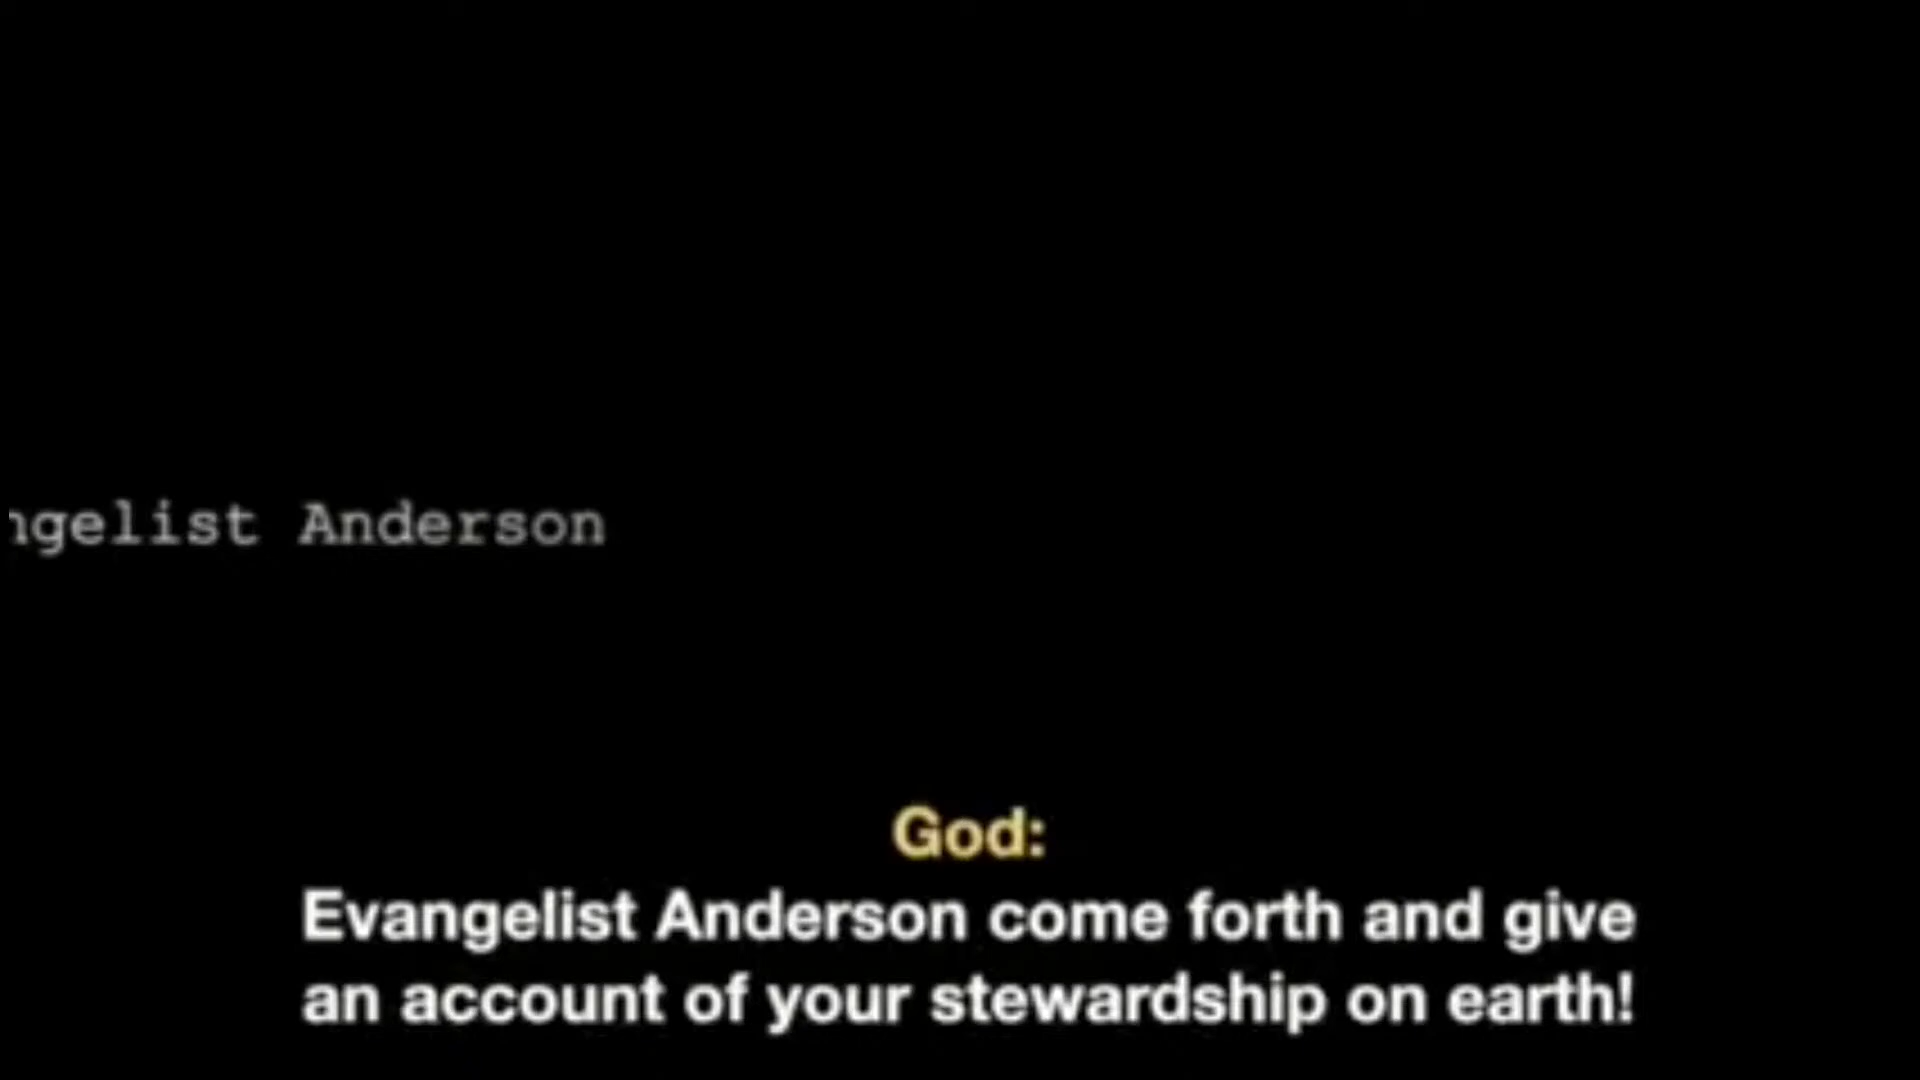 ngelist Anderson
God:
Evangelist Anderson come forth and give
an account of your stewardship on earth!